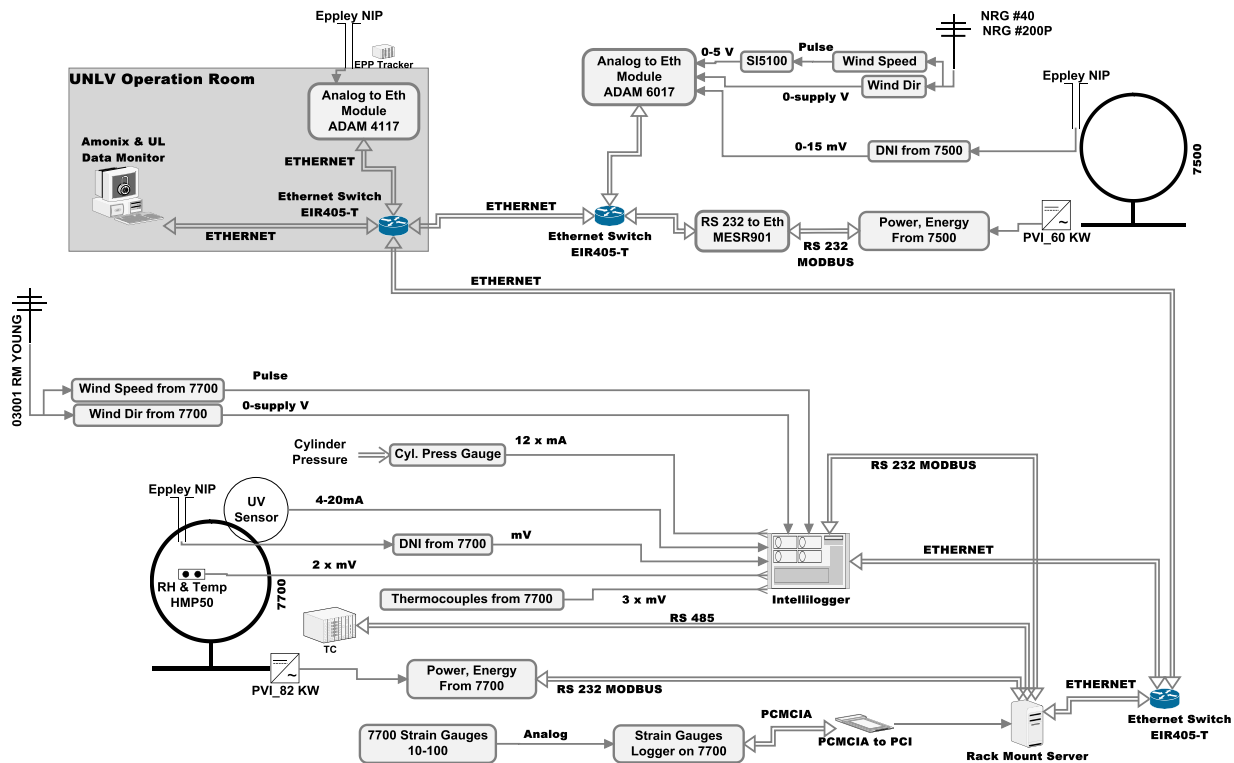 Eppley NIP
EPP Tracker
UNLV Operation Room
Analog to Eth
Module
ADAM 4117
Amonix & UL
Data Monitor
ETHERNET
Ethernet Switch
EIR405-T
ETHERNET
ETHERNET
NRG #40
NRG #200P
Analog to Eth
Module
ADAM 6017
0-5 V
SI5100
Pulse
Wind Speed
Wind Dir
0-supply V
Eppley NIP
0-15 mV
DNI from 7500
7500
Ethernet Switch
EIR405-T
RS 232 to Eth
MESR901
RS 232
MODBUS
Power, Energy
From 7500
PVI_60 KW
ETHERNET
03001 RM YOUNG
Wind Speed from 7700
Pulse
Wind Dir from 7700
0-supply V
Cylinder
Pressure
Cyl. Press Gauge
12 x mA
RS 232 MODBUS
Eppley NIP
UV
Sensor
4-20mA
DNI from 7700
mV
2 x mV
RH & Temp
HMP50
7700
Thermocouples from 7700
3 x mV
Intellilogger
ETHERNET
TC
RS 485
PVI_82 KW
Power, Energy
From 7700
RS 232 MODBUS
7700 Strain Gauges
10-100
Analog
Strain Gauges
Logger on 7700
PCMCIA
PCMCIA to PCI
Rack Mount Server
ETHERNET
Ethernet Switch
EIR405-T